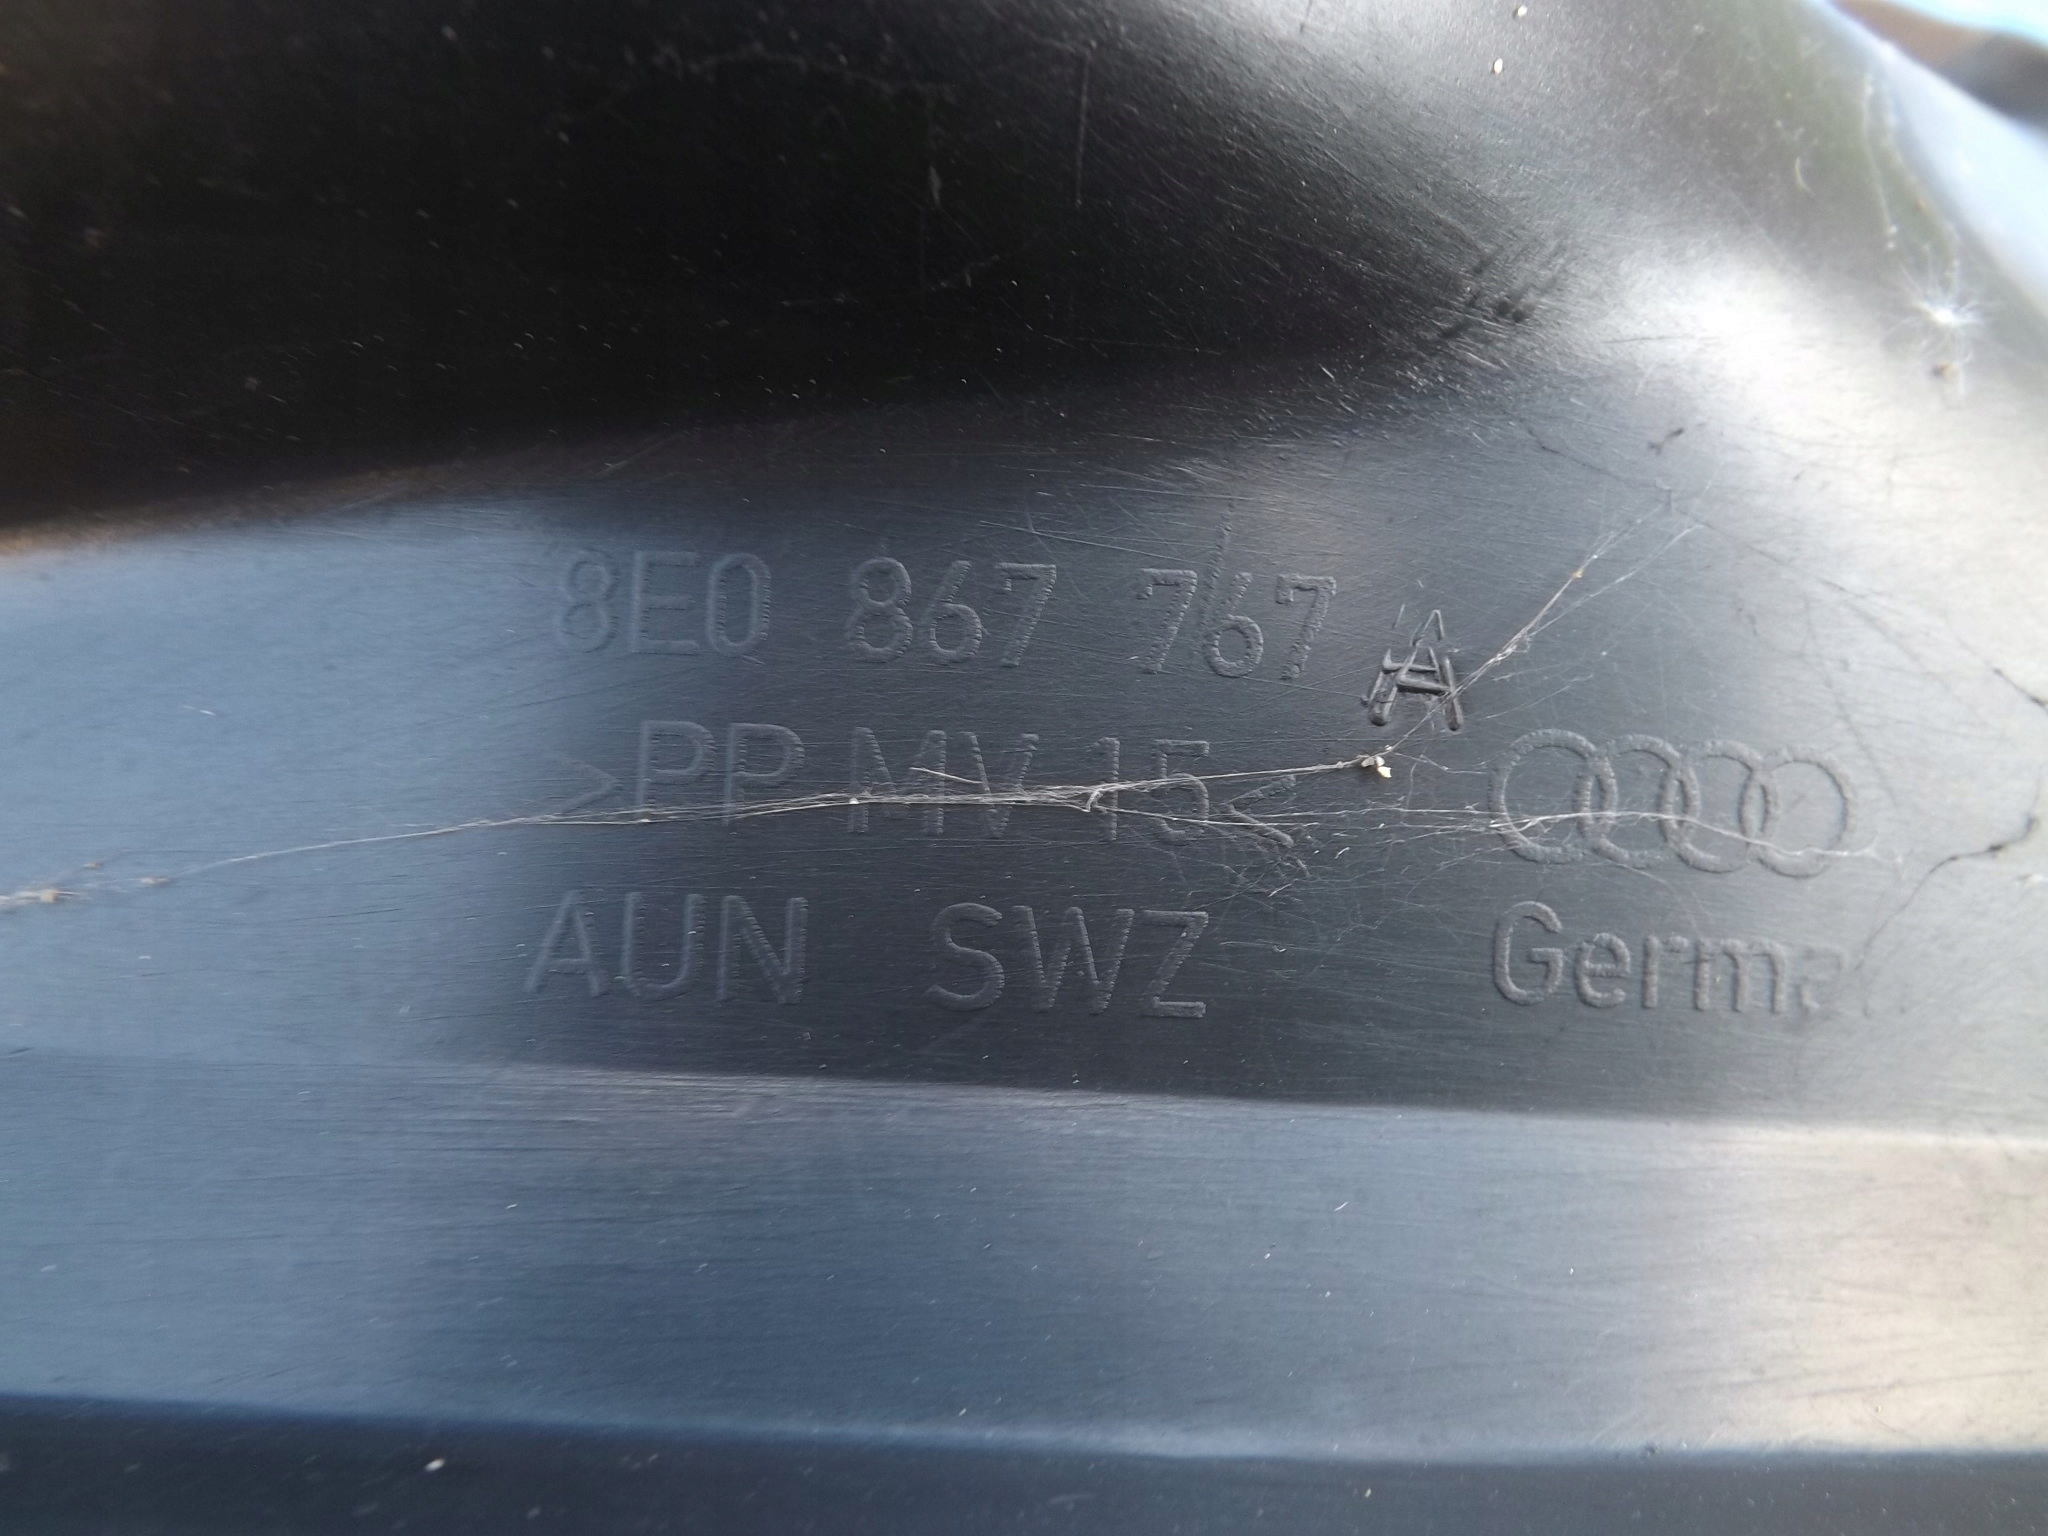 8E0 867 767 A
>PP MV 15<
AUN SWZ Germa